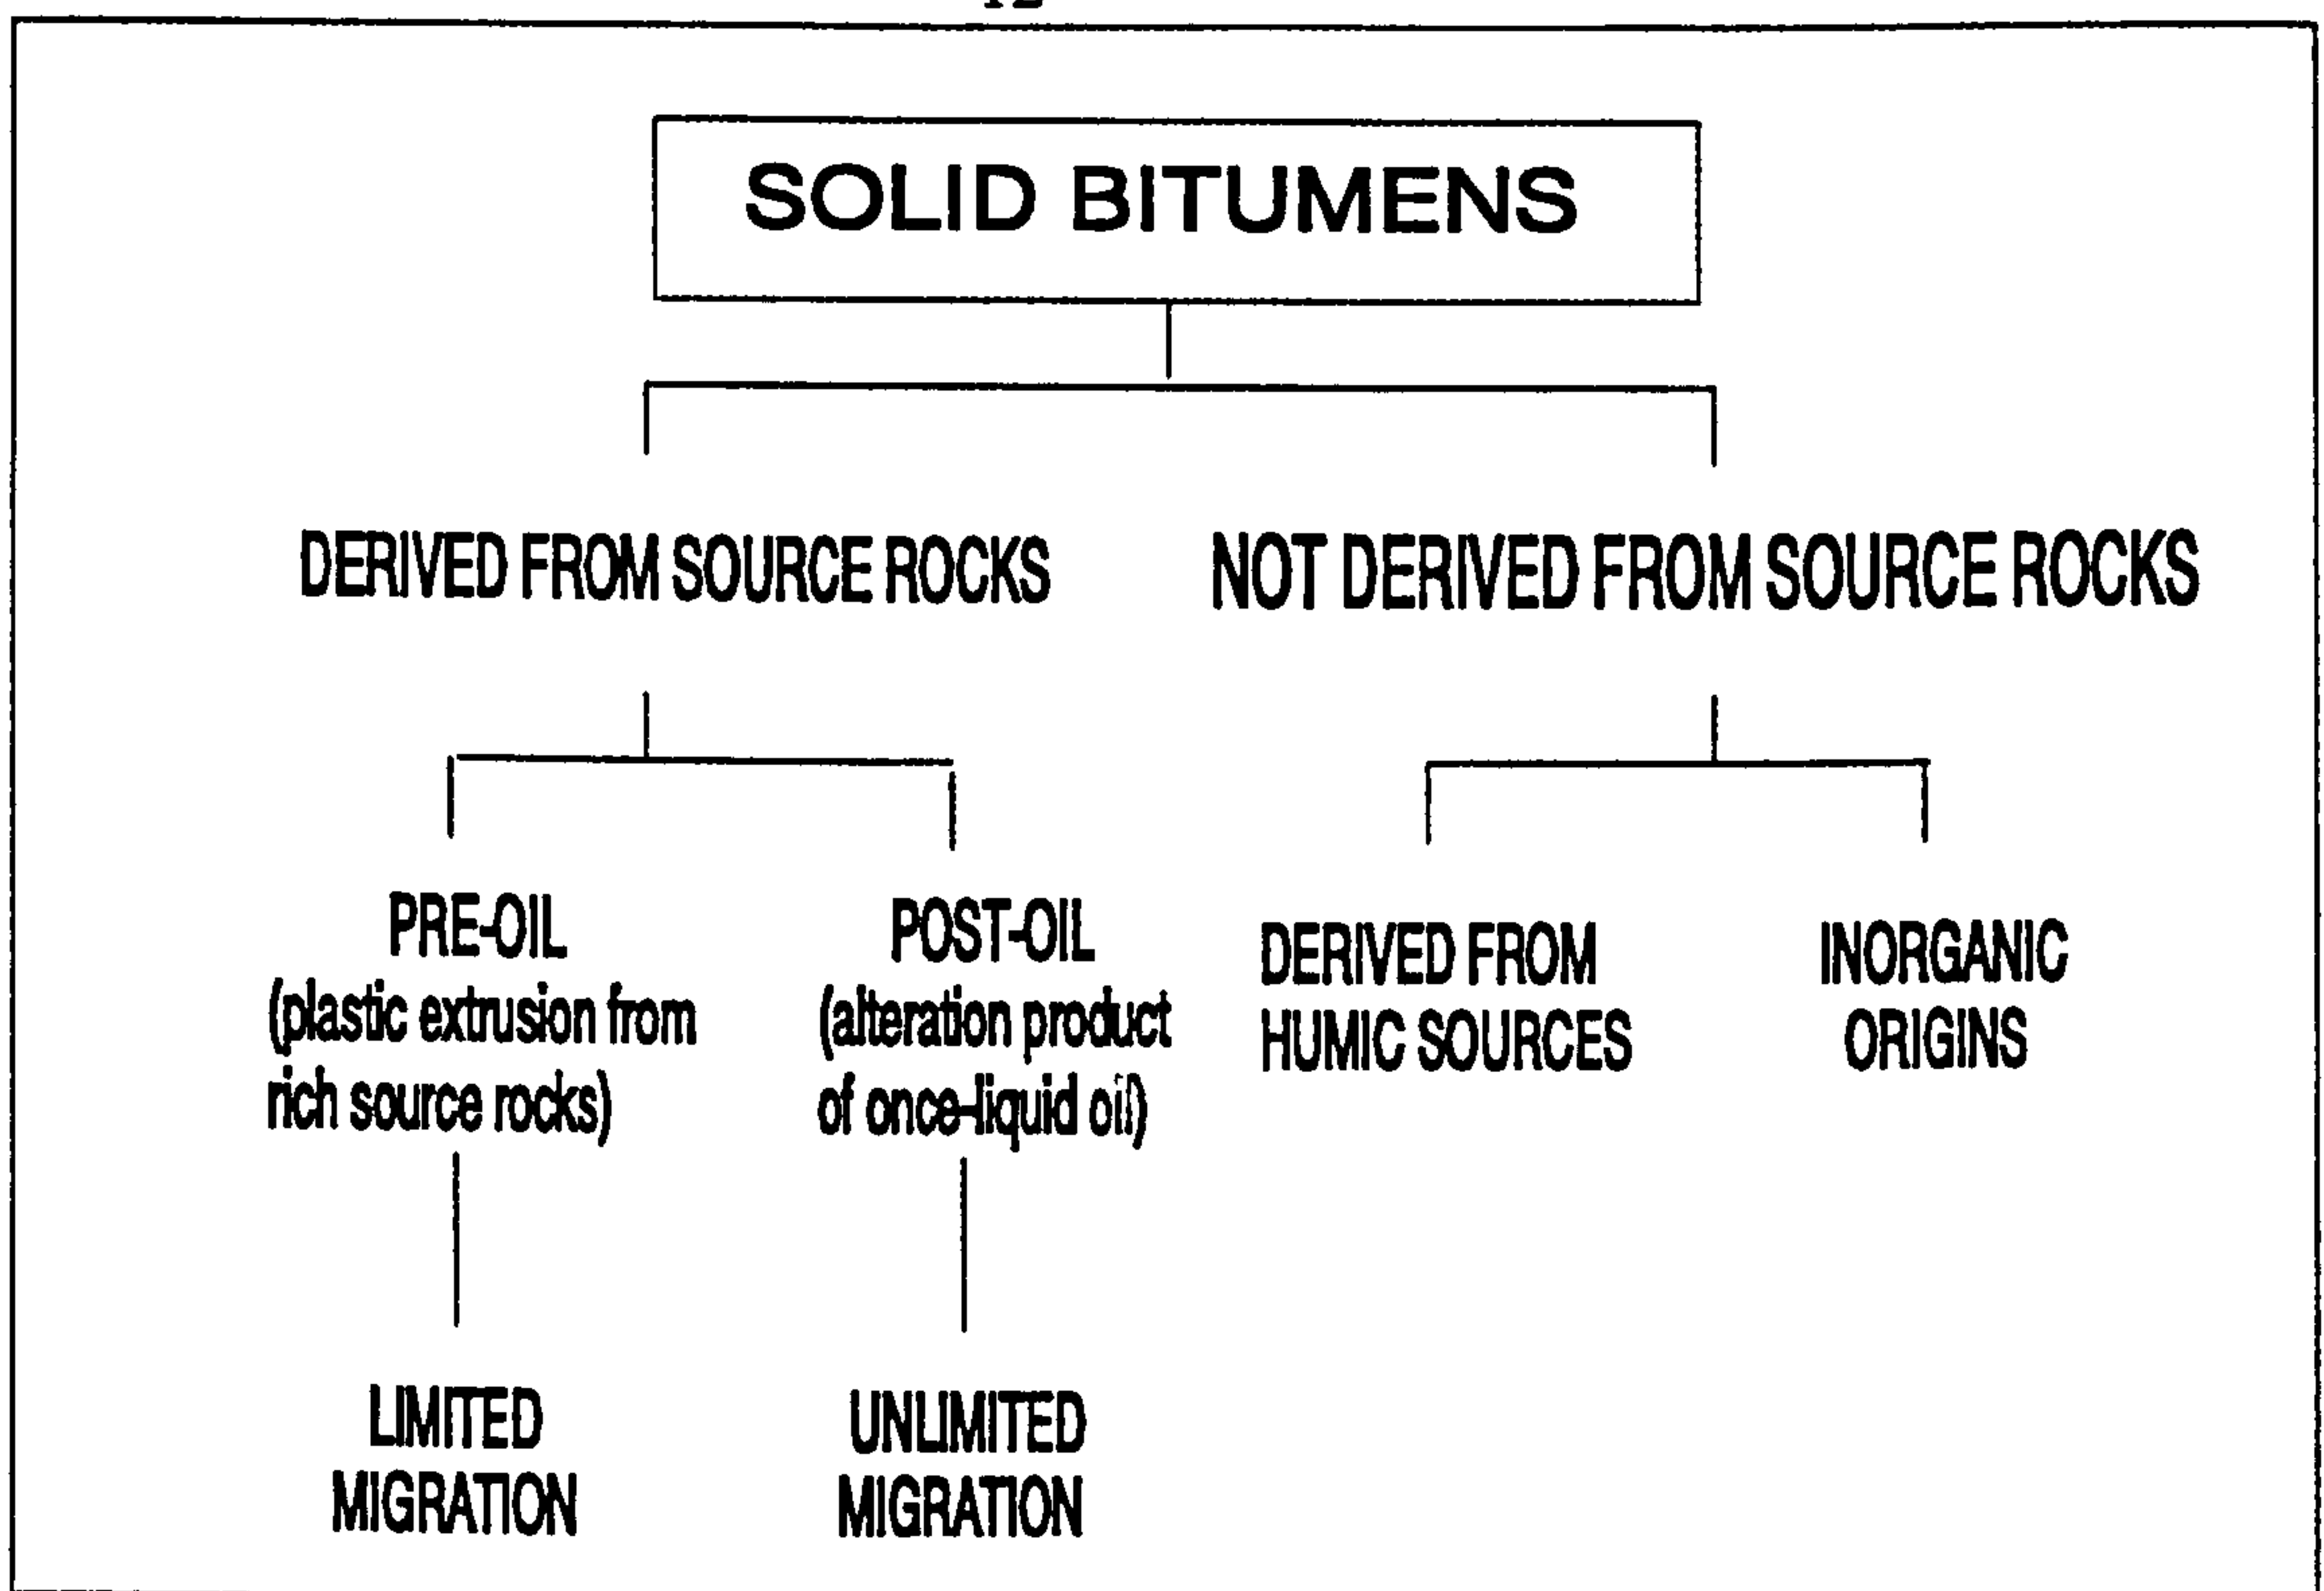 SOLID BITUMENS
DERIVED FROM SOURCE ROCKS
NOT DERIVED FROM SOURCE ROCKS
PRE-OIL
(plastic extrusion from
rich source rocks)
POST-OIL
(alteration product
of once-liquid oil)
DERIVED FROM
HUMIC SOURCES
INORGANIC
ORIGINS
LIMITED
MIGRATION
UNLIMITED
MIGRATION